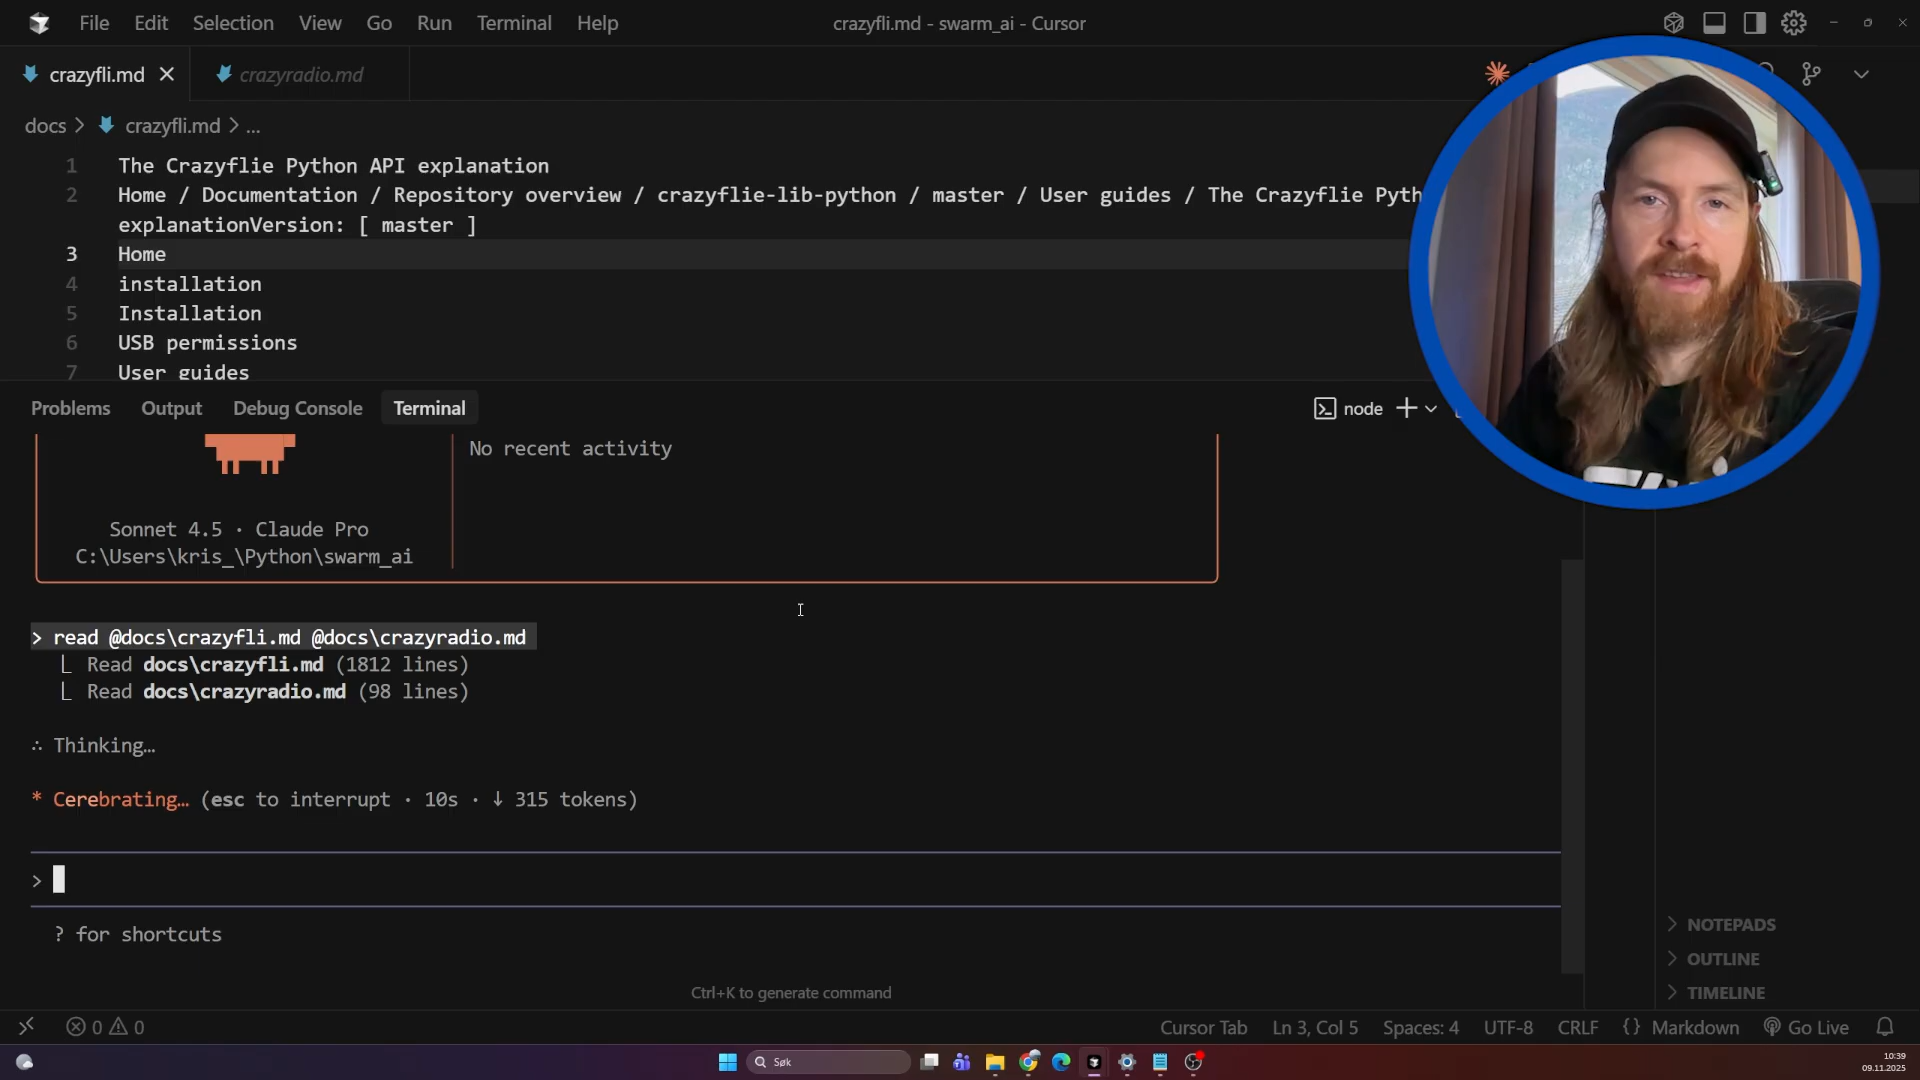 File Edit Selection View Go Run Terminal Help
crazyfli.md - swarm_ai - Cursor
crazyfli.md
crazyradio.md
docs > crazyfli.md > ...
1 The Crazyflie Python API explanation
2 Home / Documentation / Repository overview / crazyflie-lib-python / master / User guides / The Crazyflie Pyth
explanationVersion: [ master ]
3 Home
4 installation
5 Installation
6 USB permissions
7 User guides
Problems Output Debug Console Terminal
node
No recent activity
Sonnet 4.5 · Claude Pro
C:\Users\kris_\Python\swarm_ai
> read @docs\crazyfli.md @docs\crazyradio.md
⎿ Read docs\crazyfli.md (1812 lines)
⎿ Read docs\crazyradio.md (98 lines)
∴ Thinking…
* Cerebrating… (esc to interrupt · 10s · ↓ 315 tokens)
>
? for shortcuts
Ctrl+K to generate command
NOTEPADS
OUTLINE
TIMELINE
0 0
Cursor Tab Ln 3, Col 5 Spaces: 4 UTF-8 CRLF {} Markdown Go Live
Søk
10:39
09.11.2025